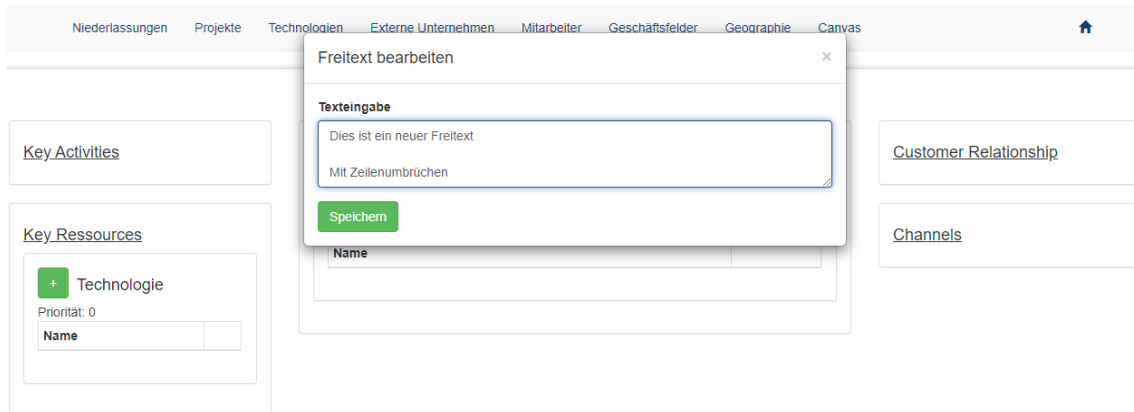 Niederlassungen Projekte Technologien Externe Unternehmen Mitarbeiter Geschäftsfelder Geographie Canvas
Freitext bearbeiten ×
Texteingabe
Dies ist ein neuer Freitext
Mit Zeilenumbrüchen
Speichern
Key Activities
Key Ressources
+ Technologie
Priorität: 0
Name
Name
Customer Relationship
Channels